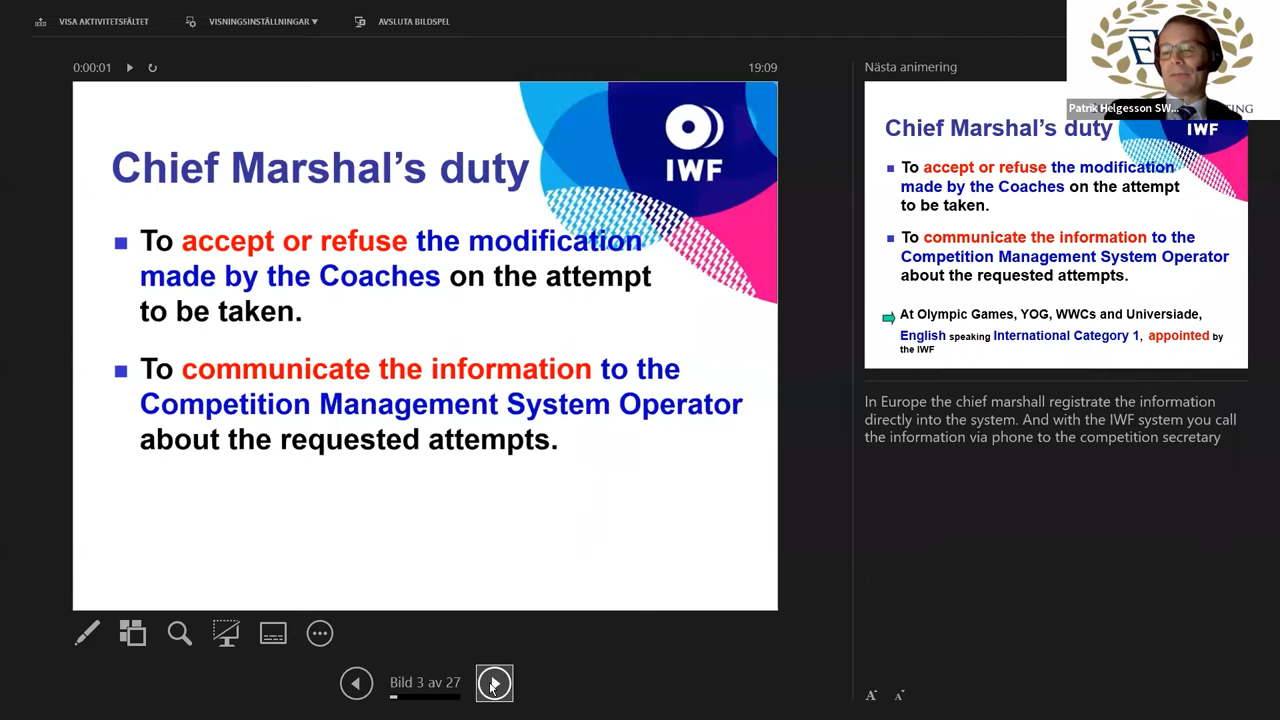 VISA AKTIVITETSFÄLTET
VISNINGSINSTÄLLNINGAR ▼
AVSLUTA BILDSPEL
0:00:01
19:09
Chief Marshal's duty
IWF
To accept or refuse the modification
made by the Coaches on the attempt
to be taken.
To communicate the information to the
Competition Management System Operator
about the requested attempts.
Bild 3 av 27
Nästa animering
Patrik Helgesson SW...
TING
Chief Marshal's duty
IWF
To accept or refuse the modification
made by the Coaches on the attempt
to be taken.
To communicate the information to the
Competition Management System Operator
about the requested attempts.
At Olympic Games, YOG, WWCs and Universiade,
English speaking International Category 1, appointed by
the IWF
In Europe the chief marshall registrate the information
directly into the system. And with the IWF system you call
the information via phone to the competition secretary
A
A